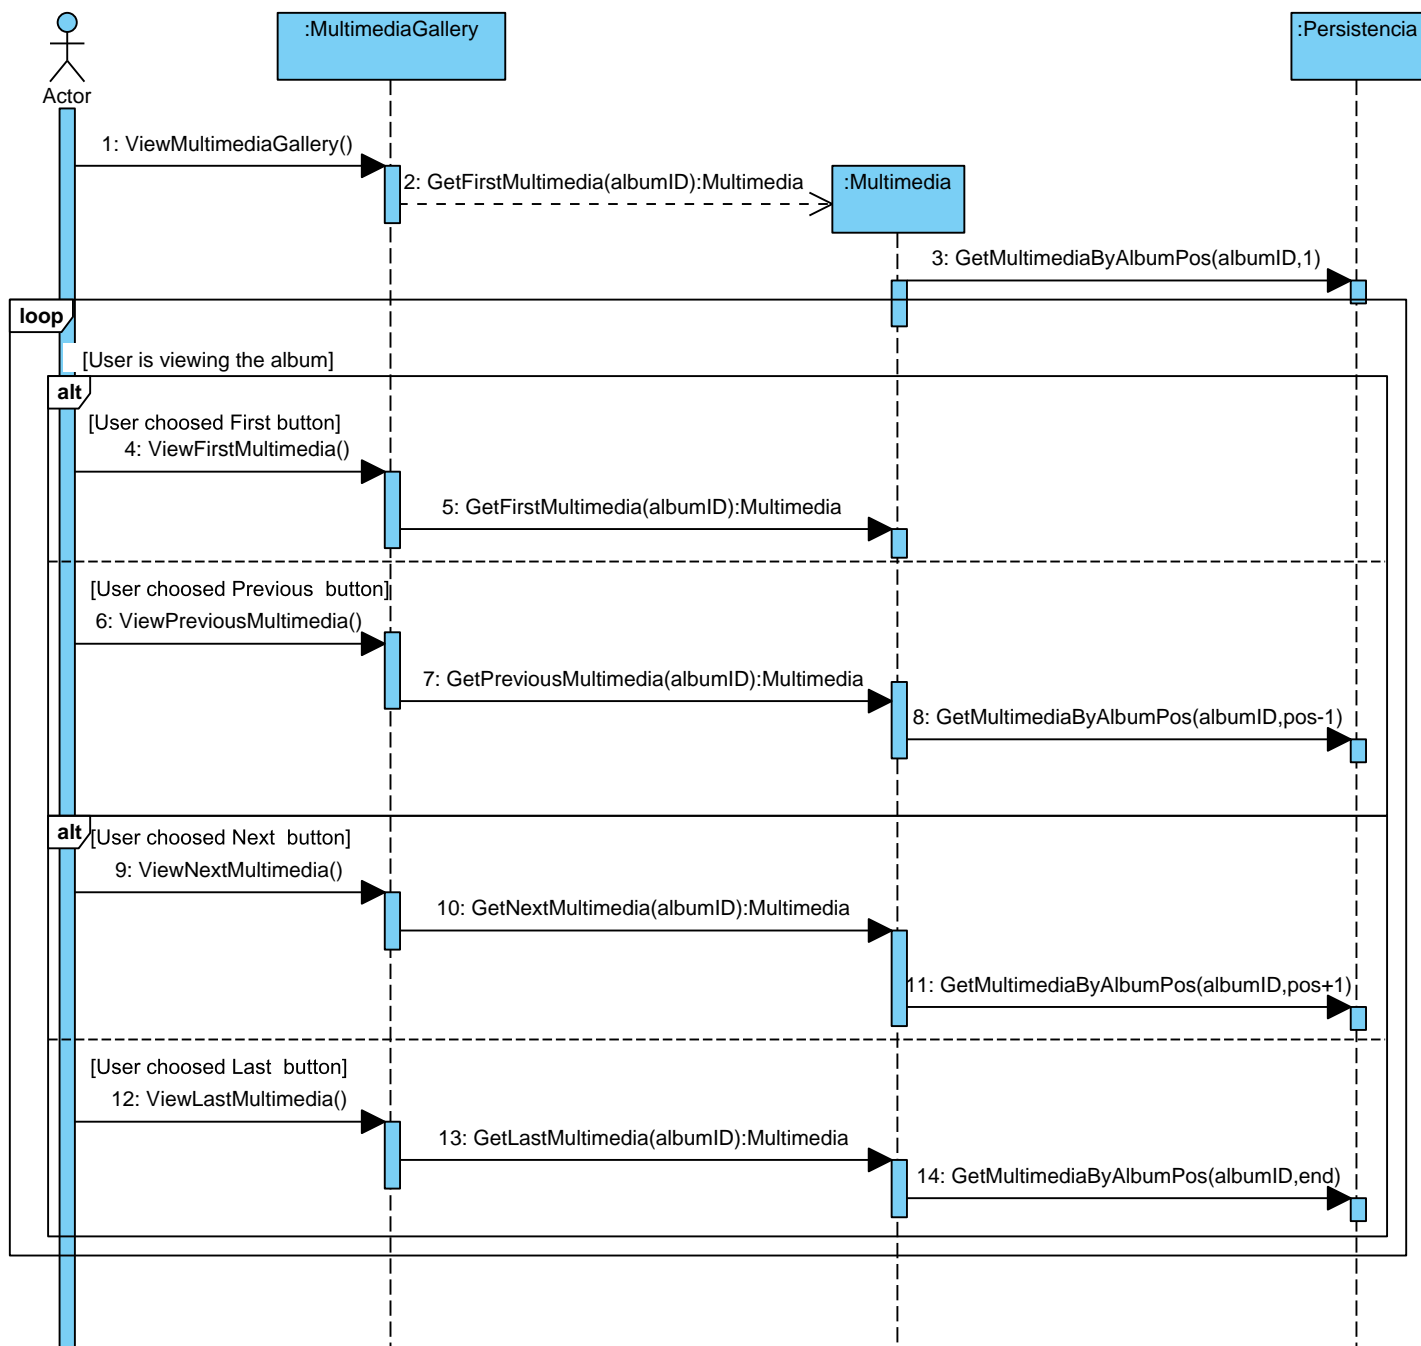 :MultimediaGallery
:Persistencia
Actor
1: ViewMultimediaGallery()
2: GetFirstMultimedia(albumID):Multimedia
:Multimedia
3: GetMultimediaByAlbumPos(albumID,1)
loop
[User is viewing the album]
alt
[User choosed First button]
4: ViewFirstMultimedia()
5: GetFirstMultimedia(albumID):Multimedia
[User choosed Previous  button]
6: ViewPreviousMultimedia()
7: GetPreviousMultimedia(albumID):Multimedia
8: GetMultimediaByAlbumPos(albumID,pos-1)
alt
[User choosed Next  button]
9: ViewNextMultimedia()
10: GetNextMultimedia(albumID):Multimedia
11: GetMultimediaByAlbumPos(albumID,pos+1)
[User choosed Last  button]
12: ViewLastMultimedia()
13: GetLastMultimedia(albumID):Multimedia
14: GetMultimediaByAlbumPos(albumID,end)